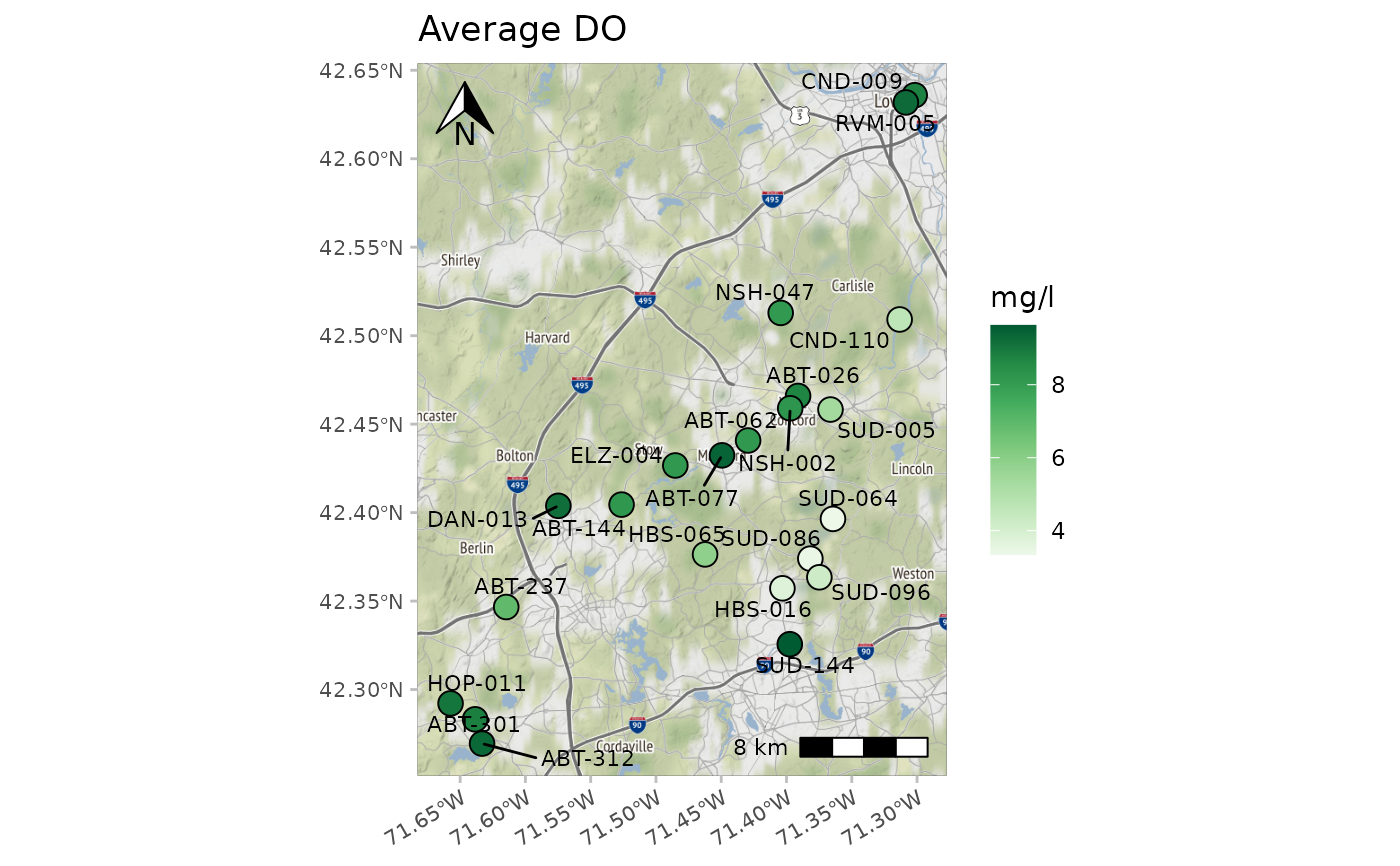 Average DO
42.65°N
42.60°N
42.55°N
42.50°N
42.45°N
42.40°N
42.35°N
42.30°N
N
CND-009
RVM-005
495
495
Shirley
495
NSH-047
Carlisle
CND-110
Harvard
495
ABT-026
ncaster
ABT-062
SUD-005
Bolton
ELZ-004
Stow
NSH-002
Lincoln
495
ABT-077
SUD-064
DAN-013
ABT-144
HBS-065
SUD-086
Berlin
Weston
ABT-237
SUD-096
HBS-016
90
SUD-144
HOP-011
ABT-301
90
Cordaville
ABT-312
8 km
71.65°W
71.60°W
71.55°W
71.50°W
71.45°W
71.40°W
71.35°W
71.30°W
mg/l
8
6
4